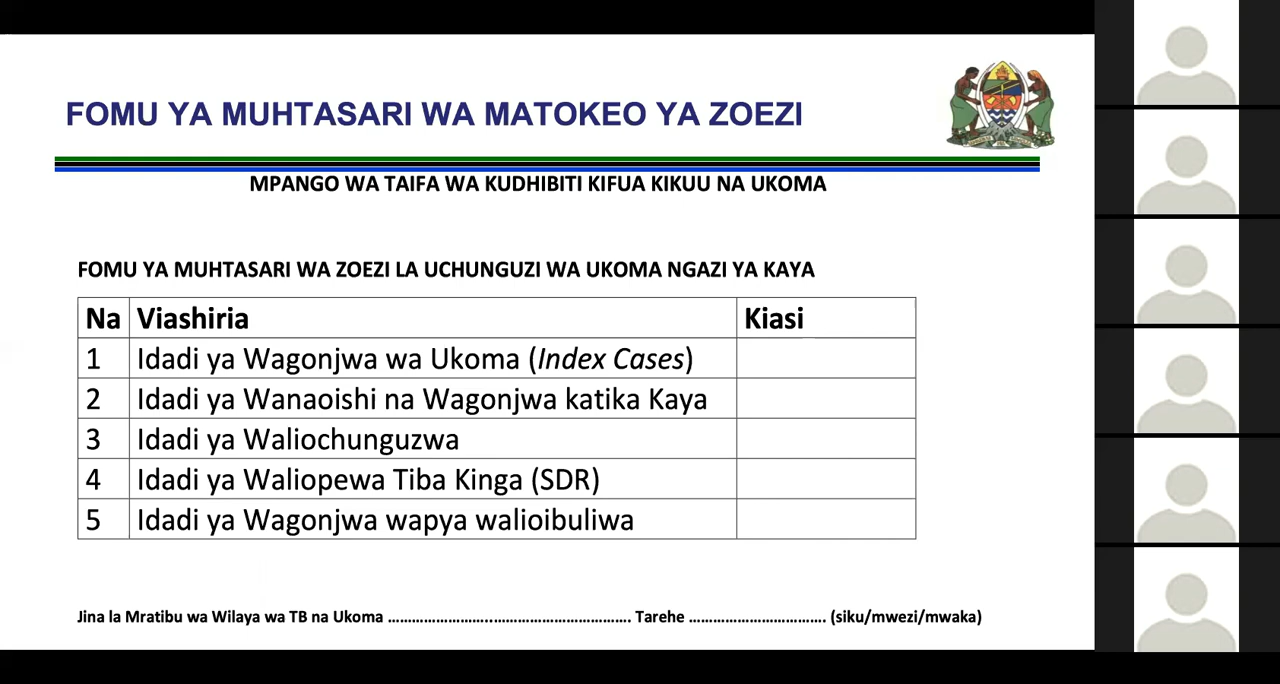 FOMU YA MUHTASARI WA MATOKEO YA ZOEZI
MPANGO WA TAIFA WA KUDHIBITI KIFUA KIKUU NA UKOMA
FOMU YA MUHTASARI WA ZOEZI LA UCHUNGUZI WA UKOMA NGAZI YA KAYA
Na Viashiria Kiasi
1 Idadi ya Wagonjwa wa Ukoma (Index Cases)
2 Idadi ya Wanaoishi na Wagonjwa katika Kaya
3 Idadi ya Waliochunguzwa
4 Idadi ya Waliopewa Tiba Kinga (SDR)
5 Idadi ya Wagonjwa wapya walioibuliwa
Jina la Mratibu wa Wilaya wa TB na Ukoma ……………………..……………………………. Tarehe ……………………………. (siku/mwezi/mwaka)